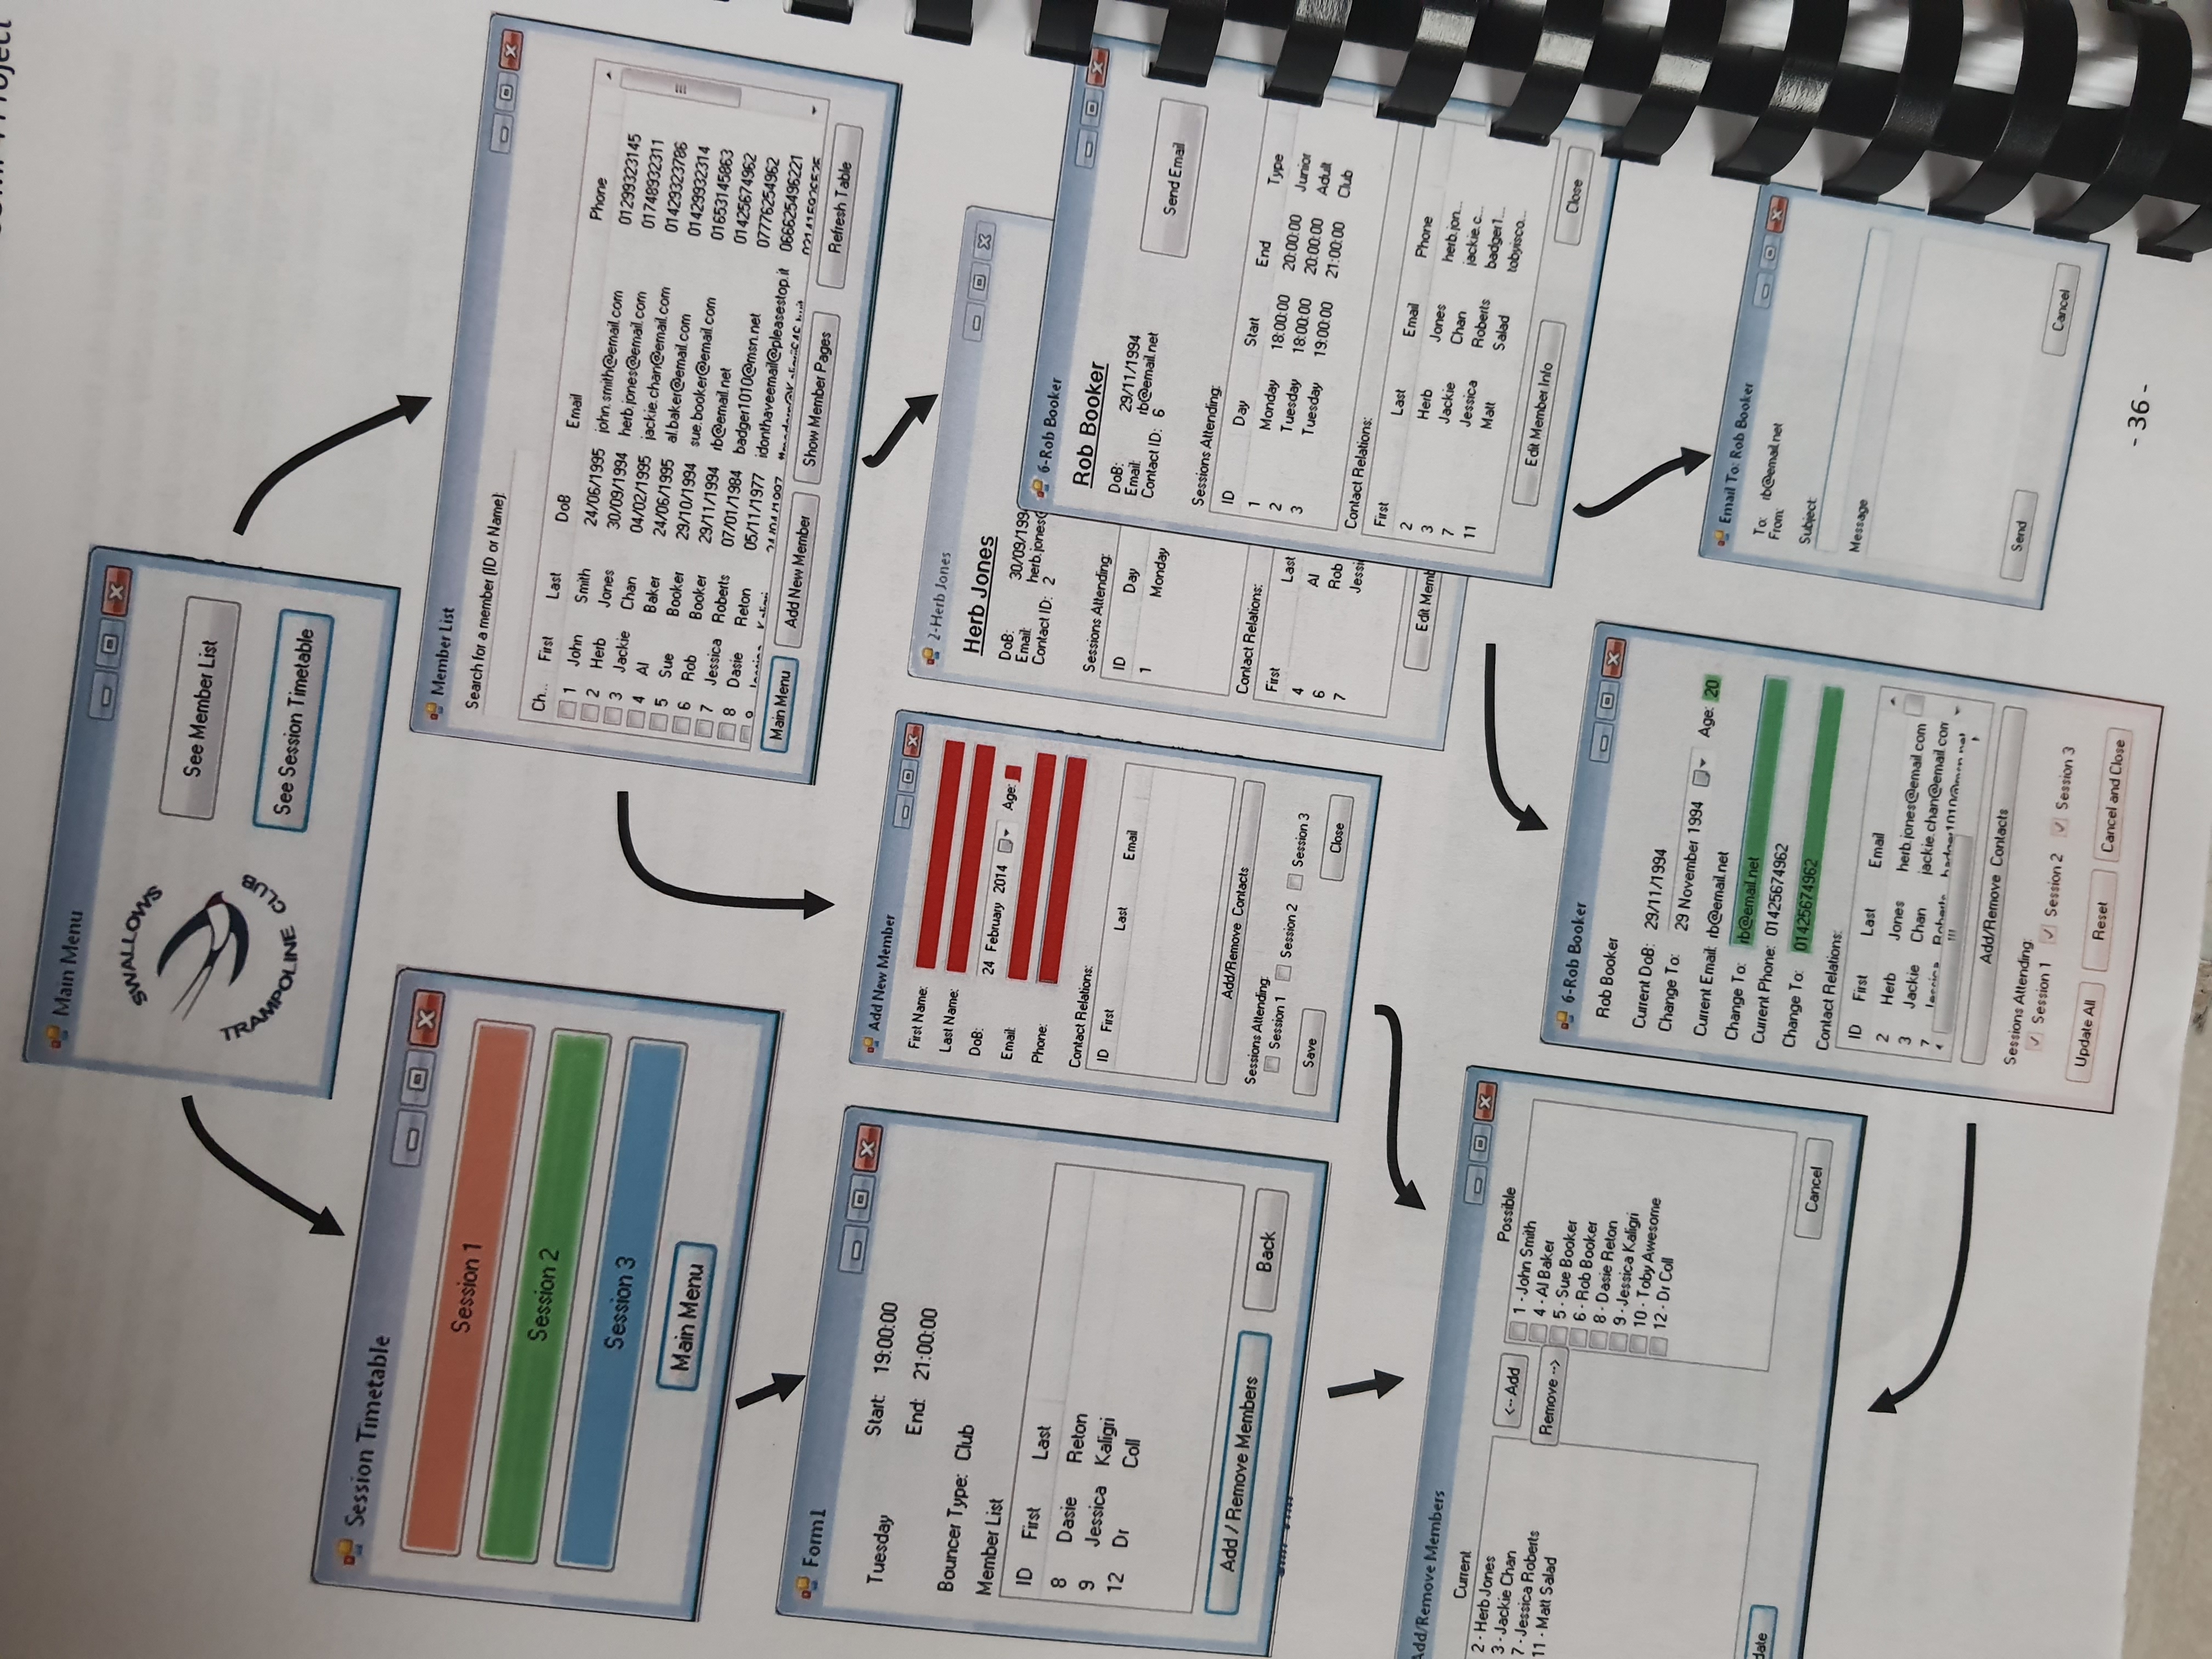 Project
Main Menu
SWALLOWS
TRAMPOLINE CLUB
See Member List
See Session Timetable
Session Timetable
Session 1
Session 2
Session 3
Main Menu
Member List
Search for a member (ID or Name):
Ch... First Last DoB Email Phone
1 John Smith 24/06/1995 john.smith@email.com 01299323145
2 Herb Jones 30/09/1994 herb.jones@email.com 01748932311
3 Jackie Chan 04/02/1995 jackie.chan@email.com 01429323786
4 Al Baker 24/06/1995 al.baker@email.com 01429932314
5 Sue Booker 29/10/1994 sue.booker@email.com 01653145863
6 Rob Booker 29/11/1994 rb@email.net 01425674962
7 Jessica Roberts 07/01/1984 badger1010@msn.net 07776254962
8 Dasie Reton 05/11/1977 idonthaveemail@pleasestop.it 066625496221
Main Menu Add New Member Show Member Pages Refresh Table
Form1
Tuesday Start: 19:00:00
End: 21:00:00
Bouncer Type: Club
Member List
ID First Last
8 Dasie Reton
9 Jessica Kaligri
12 Dr Coll
Add / Remove Members Back
Add New Member
First Name:
Last Name:
DoB: 24 February 2014 Age:
Email:
Phone:
Contact Relations:
ID First Last Email
Add/Remove Contacts
Sessions Attending:
Session 1 Session 2 Session 3
Save Close
2-Herb Jones
Herb Jones
DoB: 30/09/199
Email: herb.jones
Contact ID: 2
Sessions Attending:
ID Day
1 Monday
Contact Relations:
First Last
4 Al
6 Rob
7 Jessi
Edit Memb
6-Rob Booker
Rob Booker
DoB: 29/11/1994
Email: rb@email.net
Contact ID: 6
Send Email
Sessions Attending:
ID Day Start End Type
1 Monday 18:00:00 20:00:00 Junior
2 Tuesday 18:00:00 20:00:00 Adult
3 Tuesday 19:00:00 21:00:00 Club
Contact Relations:
First Last Email Phone
2 Herb Jones herb.jon...
3 Jackie Chan jackie.c...
7 Jessica Roberts badger1...
11 Matt Salad tobyisco...
Edit Member Info Close
Add/Remove Members
Current
2 - Herb Jones
3 - Jackie Chan
7 - Jessica Roberts
11 - Matt Salad
<-- Add
Remove -->
Possible
1 - John Smith
4 - Al Baker
5 - Sue Booker
6 - Rob Booker
8 - Dasie Reton
9 - Jessica Kaligri
10 - Toby Awesome
12 - Dr Coll
date
Cancel
6-Rob Booker
Rob Booker
Current DoB: 29/11/1994
Change To: 29 November 1994 Age: 20
Current Email: rb@email.net
Change To: rb@email.net
Current Phone: 01425674962
Change To: 01425674962
Contact Relations:
ID First Last Email
2 Herb Jones herb.jones@email.com
3 Jackie Chan jackie.chan@email.con
7 Jessica Roberts badger1010@msn.net
Add/Remove Contacts
Sessions Attending:
Session 1 Session 2 Session 3
Update All Reset Cancel and Close
Email To: Rob Booker
To: rb@email.net
From:
Subject:
Message
Send
Cancel
- 36 -